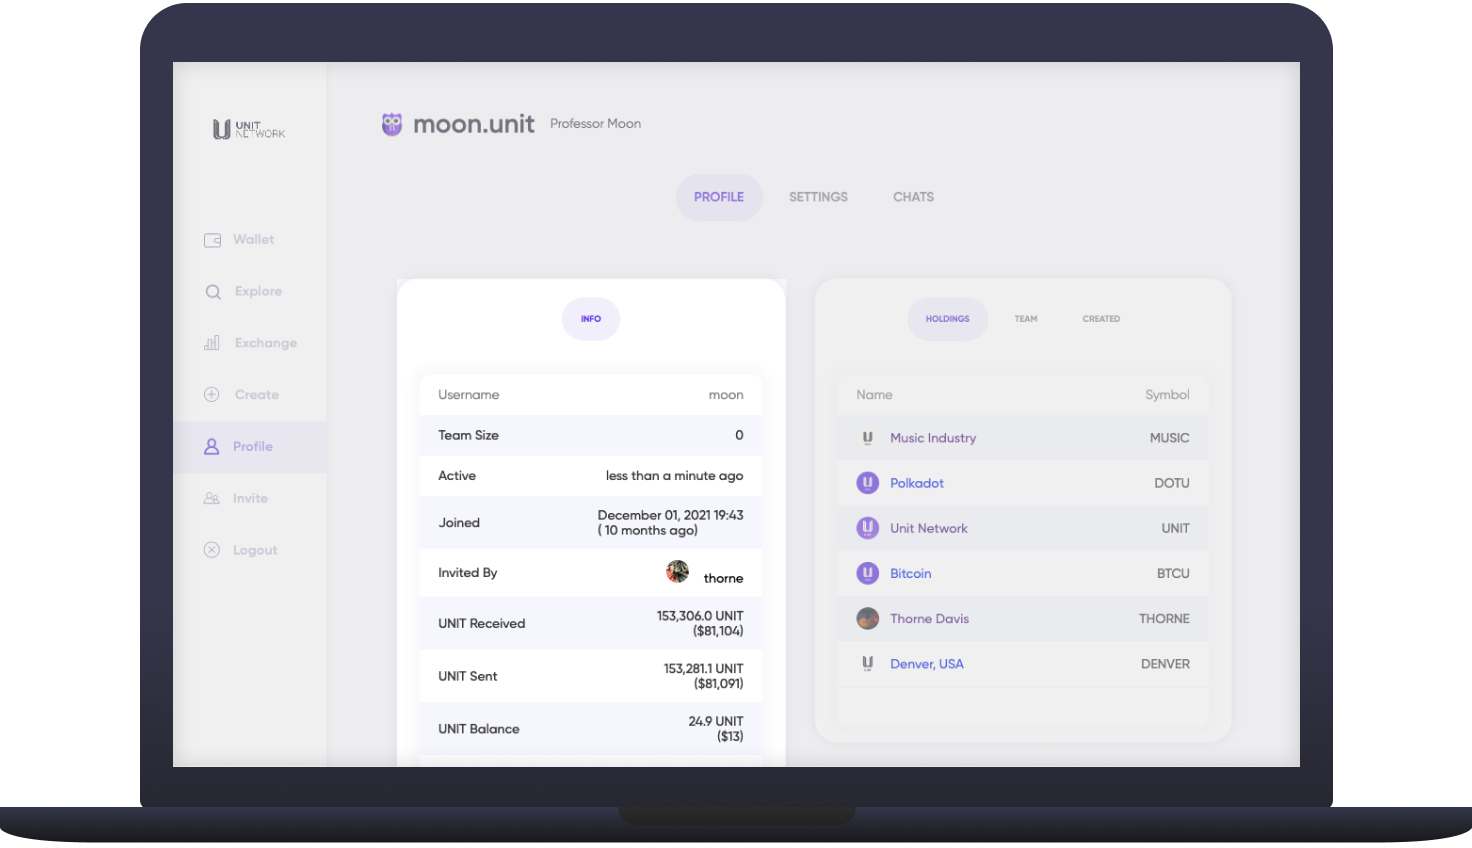 UNIT
NETWORK
moon.unit Professor Moon
PROFILE SETTINGS CHATS
Wallet
Explore
Exchange
Create
Profile
Invite
Logout
INFO
Username moon
Team Size 0
Active less than a minute ago
Joined December 01, 2021 19:43
( 10 months ago)
Invited By thorne
UNIT Received 153,306.0 UNIT
($81,104)
UNIT Sent 153,281.1 UNIT
($81,091)
UNIT Balance 24.9 UNIT
($13)
HOLDINGS TEAM CREATED
Name Symbol
Music Industry MUSIC
Polkadot DOTU
Unit Network UNIT
Bitcoin BTCU
Thorne Davis THORNE
Denver, USA DENVER